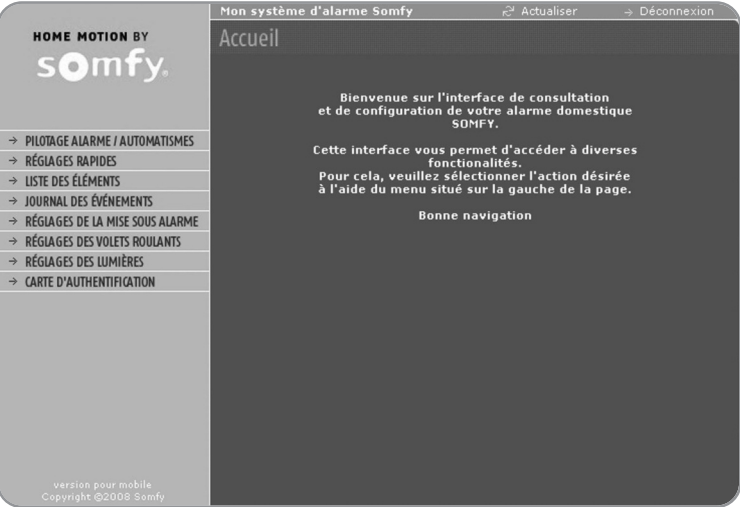 Mon système d'alarme Somfy
Actualiser
Déconnexion
HOME MOTION BY
somfy®
Accueil
PILOTAGE ALARME / AUTOMATISMES
RÉGLAGES RAPIDES
LISTE DES ÉLÉMENTS
JOURNAL DES ÉVÉNEMENTS
RÉGLAGES DE LA MISE SOUS ALARME
RÉGLAGES DES VOLETS ROULANTS
RÉGLAGES DES LUMIÈRES
CARTE D'AUTHENTIFICATION
Bienvenue sur l'interface de consultation
et de configuration de votre alarme domestique
SOMFY.
Cette interface vous permet d'accéder à diverses
fonctionalités.
Pour cela, veuillez sélectionner l'action désirée
à l'aide du menu situé sur la gauche de la page.
Bonne navigation
version pour mobile
Copyright ©2008 Somfy